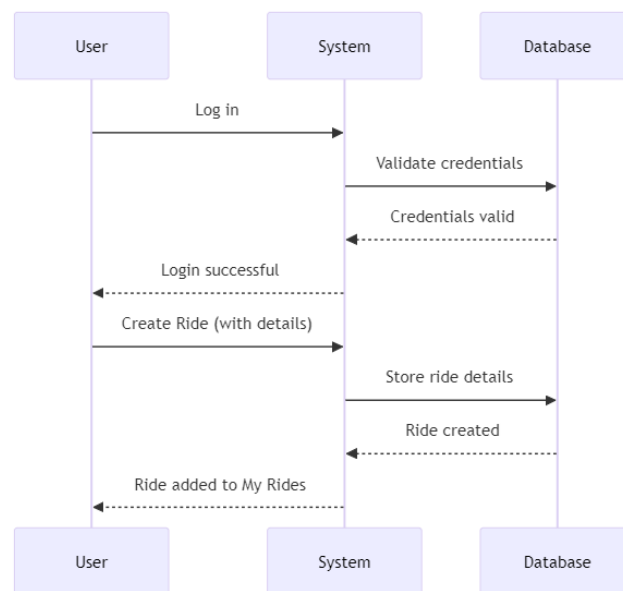 User System Database
Log in
Validate credentials
Credentials valid
Login successful
Create Ride (with details)
Store ride details
Ride created
Ride added to My Rides
User System Database